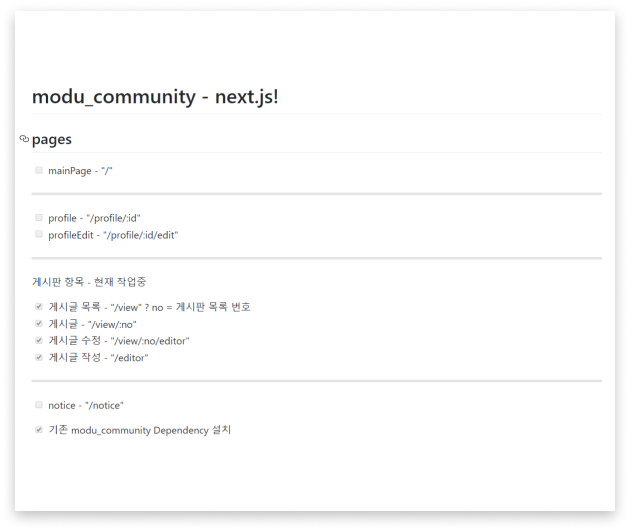 modu_community - next.js!
pages
mainPage - "/"
profile - "/profile/:id"
profileEdit - "/profile/:id/edit"
게시판 항목 - 현재 작업중
게시글 목록 - "/view" ? no = 게시판 목록 번호
게시글 - "/view/:no"
게시글 수정 - "/view/:no/editor"
게시글 작성 - "/editor"
notice - "/notice"
기존 modu_community Dependency 설치